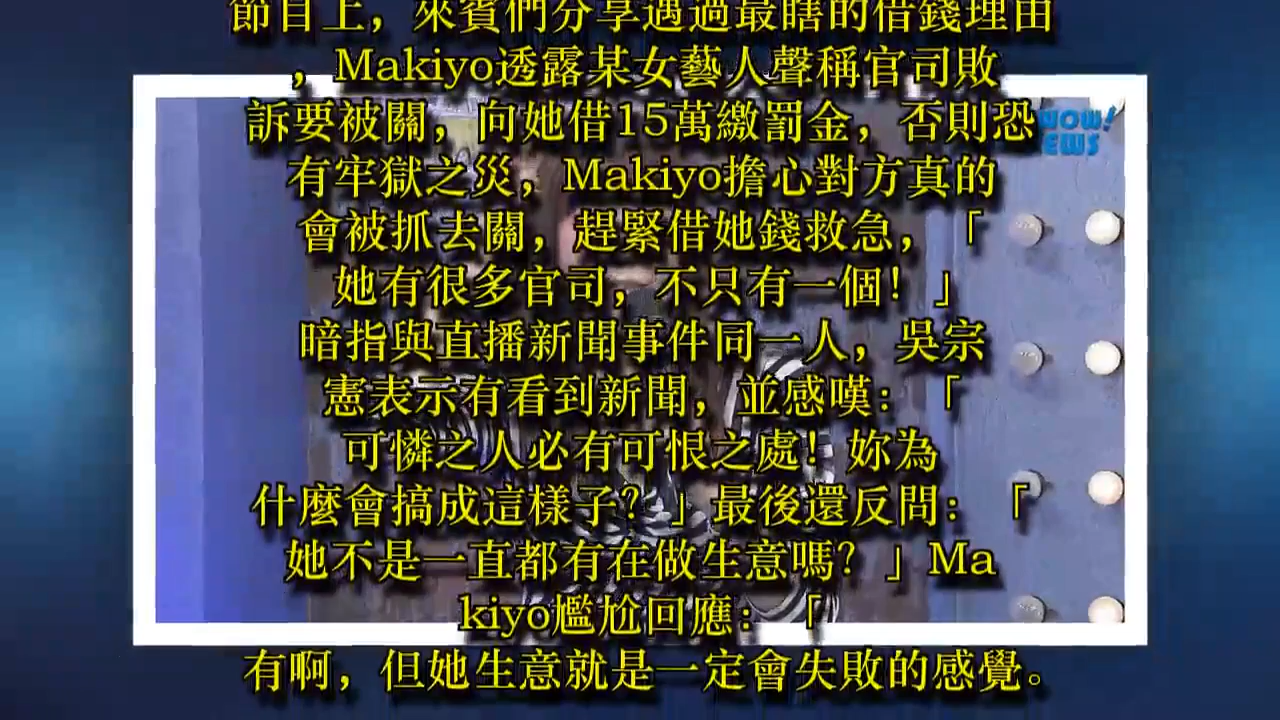 節目上，來賓們分享遇過最瞎的借錢理由
，Makiyo透露某女藝人聲稱官司敗
訴要被關，向她借15萬繳罰金，否則恐
有牢獄之災，Makiyo擔心對方真的
會被抓去關，趕緊借她錢救急，「
她有很多官司，不只有一個！」
暗指與直播新聞事件同一人，吳宗
憲表示有看到新聞，並感嘆：「
可憐之人必有可恨之處！妳為
什麼會搞成這樣子？」最後還反問：「
她不是一直都有在做生意嗎？」Ma
kiyo尷尬回應：「
有啊，但她生意就是一定會失敗的感覺。
NOW!
EWS